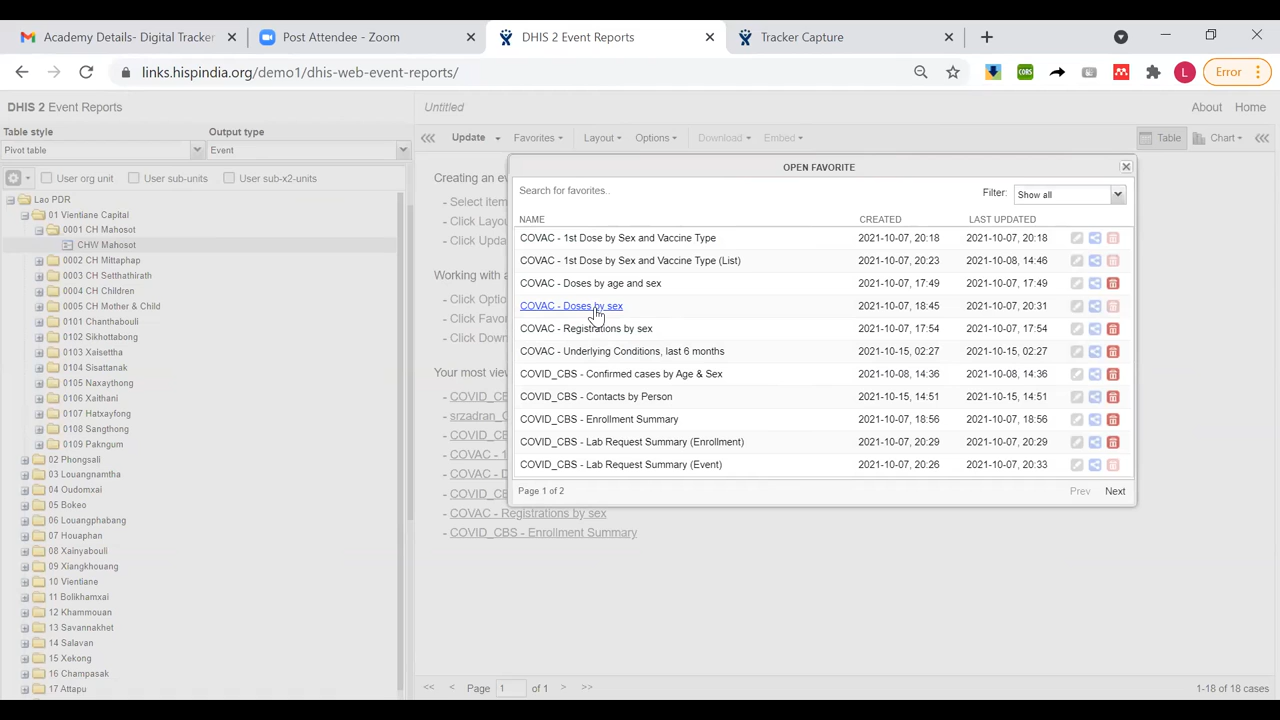 Academy Details- Digital Tracker
Post Attendee - Zoom
DHIS 2 Event Reports
Tracker Capture
links.hispindia.org/demo1/dhis-web-event-reports/
CORS
L
Error
DHIS 2 Event Reports
Untitled
About
Home
Table style
Output type
Pivot table
Event
Update
Favorites
Layout
Options
Download
Embed
Table
Chart
User org unit
User sub-units
User sub-x2-units
Lao PDR
01 Vientiane Capital
0001 CH Mahosot
CHW Mahosot
0002 CH Mittaphap
0003 CH Setthathirath
0004 CH Children
0005 CH Mother & Child
0101 Chanthabouli
0102 Sikhottabong
0103 Xaisettha
0104 Sisattanak
0105 Naxaythong
0106 Xaithani
0107 Hatxayfong
0108 Sangthong
0109 Pakngum
02 Phongsali
03 Louangnamtha
04 Oudomxai
05 Bokeo
06 Louangphabang
07 Houaphan
08 Xainyabouli
09 Xiangkhouang
10 Vientiane
11 Bolikhamxai
12 Khammouan
13 Savannakhet
14 Salavan
15 Xekong
16 Champasak
17 Attapu
Creating an ev
- Select item
- Click Layou
- Click Upda
Working with a
- Click Optio
- Click Favor
- Click Down
Your most view
- COVID_CE
- srzadran_C
- COVID_CB
- COVAC - 1
- COVAC - D
- COVID_CB
- COVAC - Registrations by sex
- COVID_CBS - Enrollment Summary
OPEN FAVORITE
Search for favorites..
Filter:
Show all
NAME CREATED LAST UPDATED
COVAC - 1st Dose by Sex and Vaccine Type 2021-10-07, 20:18 2021-10-07, 20:18
COVAC - 1st Dose by Sex and Vaccine Type (List) 2021-10-07, 20:23 2021-10-08, 14:46
COVAC - Doses by age and sex 2021-10-07, 17:49 2021-10-07, 17:49
COVAC - Doses by sex 2021-10-07, 18:45 2021-10-07, 20:31
COVAC - Registrations by sex 2021-10-07, 17:54 2021-10-07, 17:54
COVAC - Underlying Conditions, last 6 months 2021-10-15, 02:27 2021-10-15, 02:27
COVID_CBS - Confirmed cases by Age & Sex 2021-10-08, 14:36 2021-10-08, 14:36
COVID_CBS - Contacts by Person 2021-10-15, 14:51 2021-10-15, 14:51
COVID_CBS - Enrollment Summary 2021-10-07, 18:56 2021-10-07, 18:56
COVID_CBS - Lab Request Summary (Enrollment) 2021-10-07, 20:29 2021-10-07, 20:29
COVID_CBS - Lab Request Summary (Event) 2021-10-07, 20:26 2021-10-07, 20:33
Page 1 of 2
Prev
Next
<< < Page 1 of 1 > >>
1-18 of 18 cases